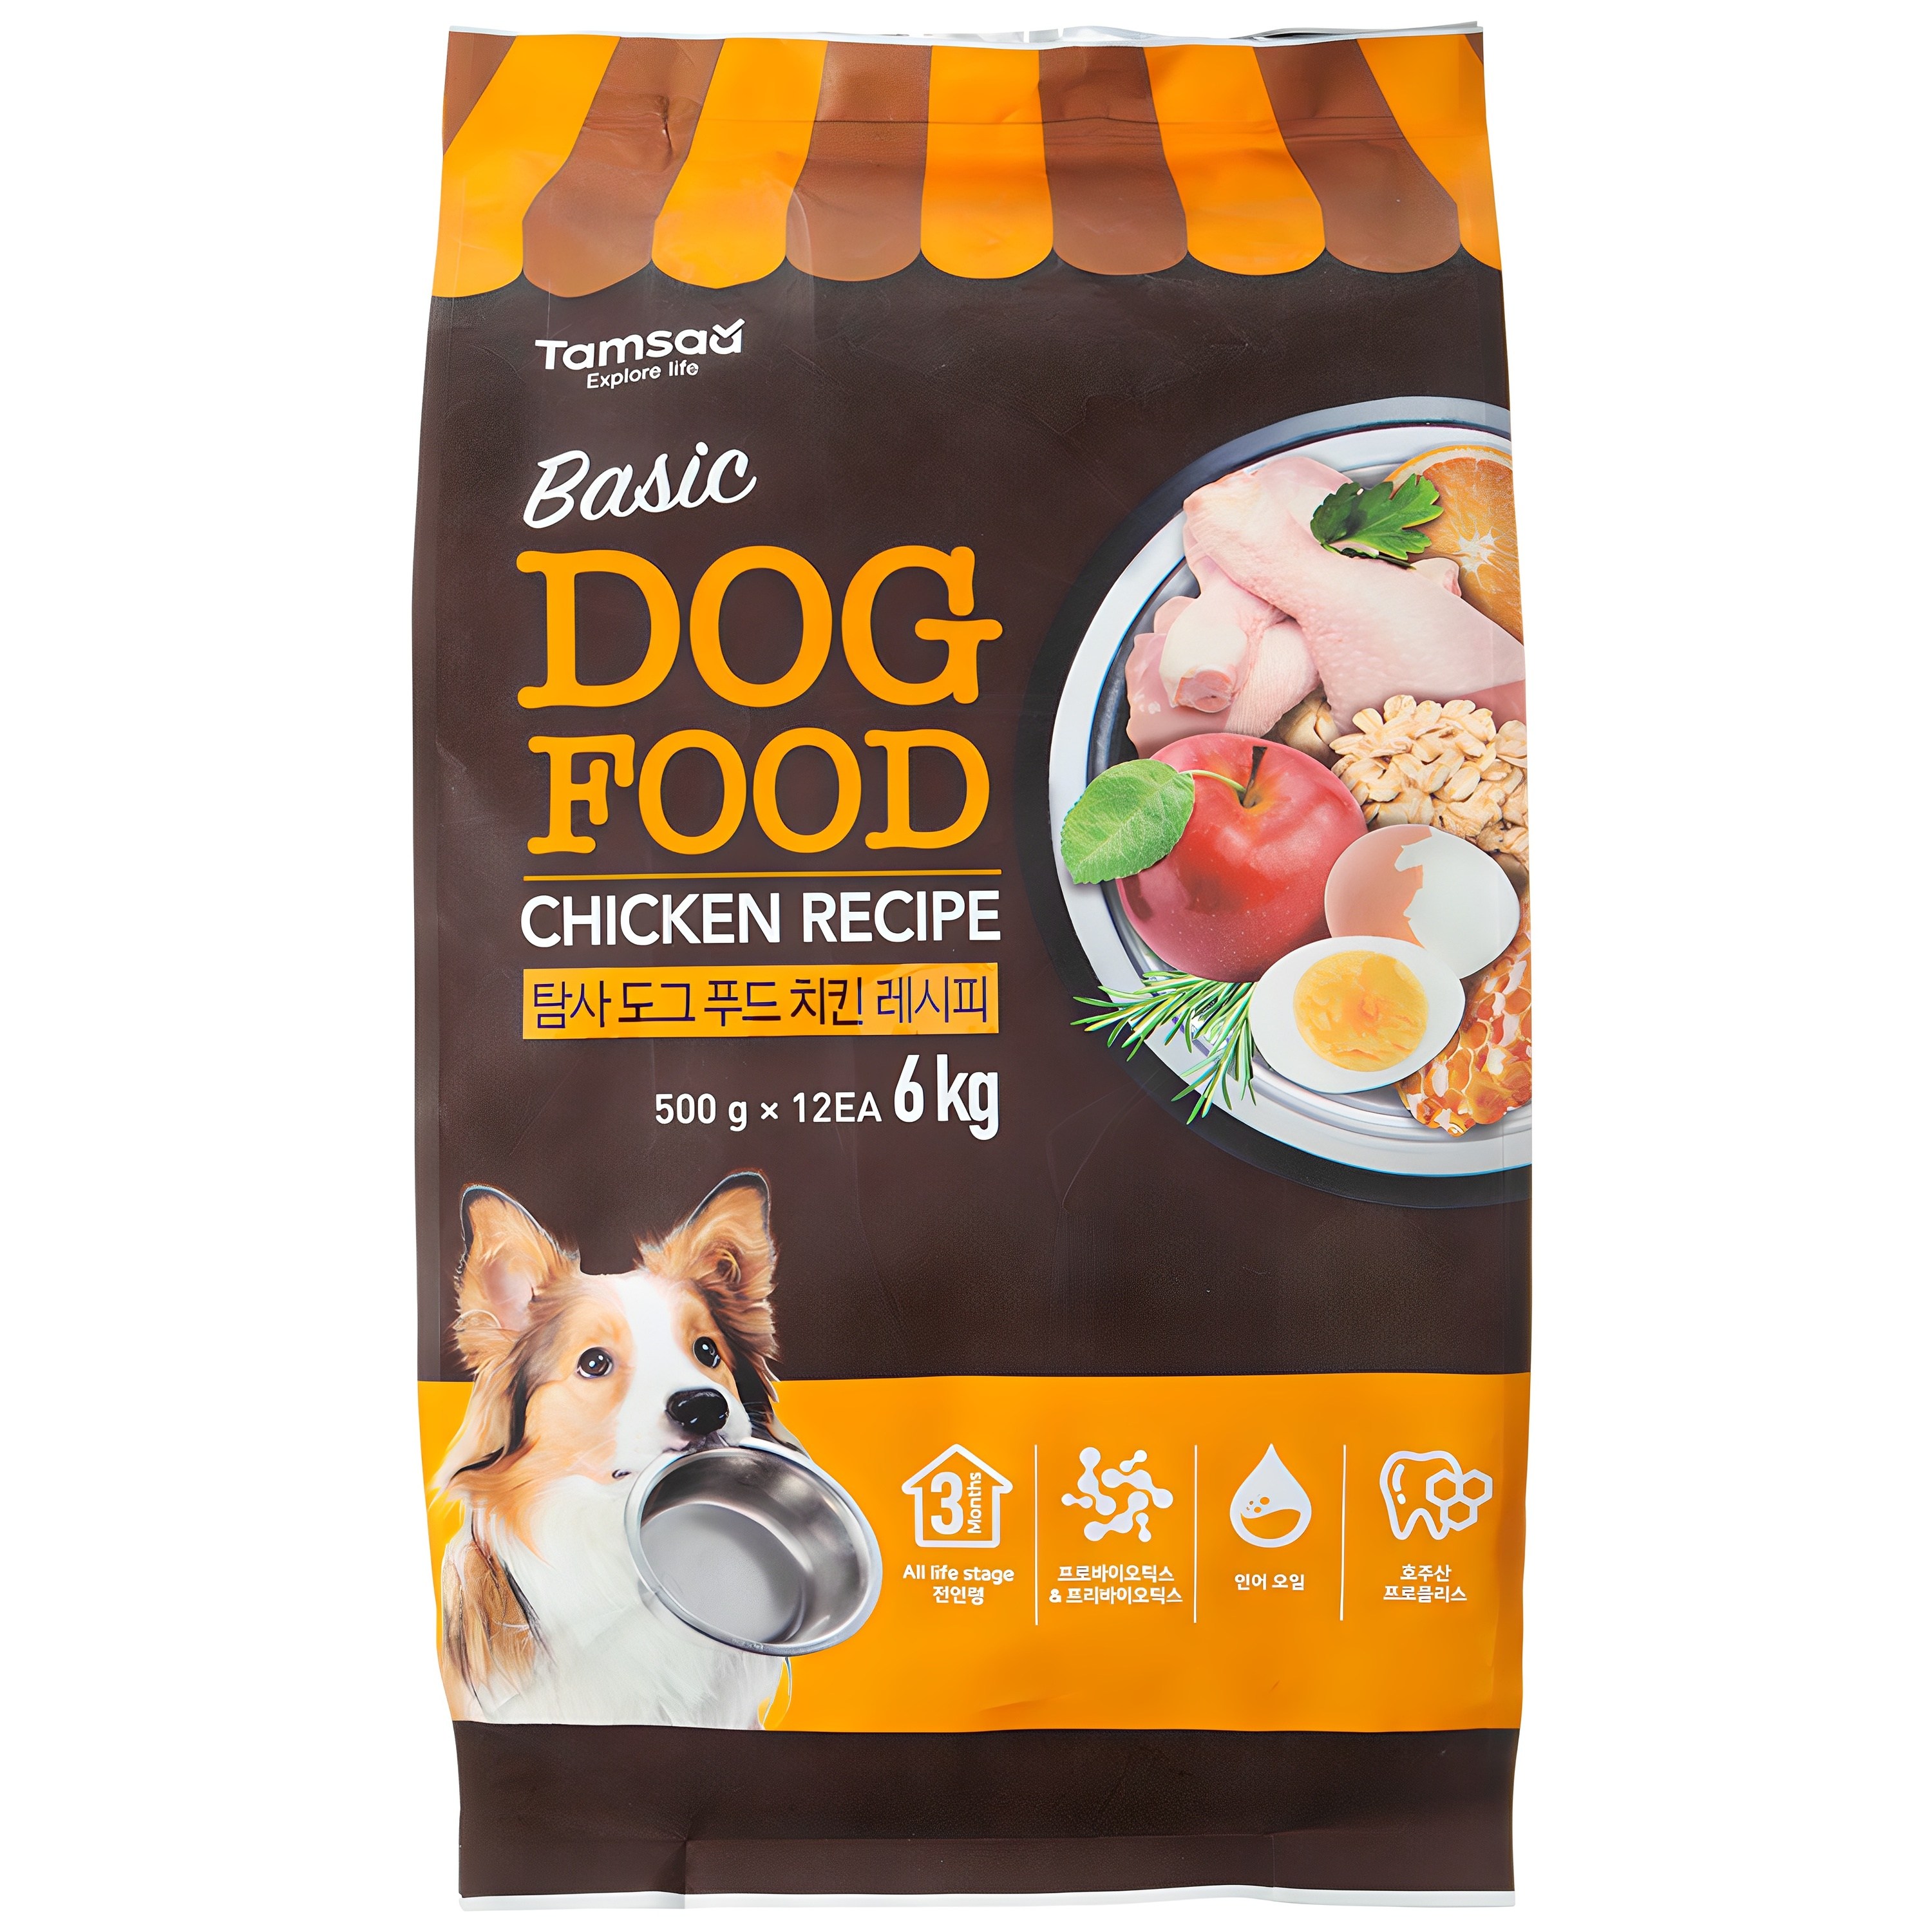 Tamsaa
Explore life
Basic
DOG
FOOD
CHICKEN RECIPE
탐사 도그 푸드 치킨 레시피
500 g × 12EA 6 kg
3 Months
All life stage
전연령
프로바이오틱스
& 프리바이오틱스
연어 오일
호주산
프로폴리스